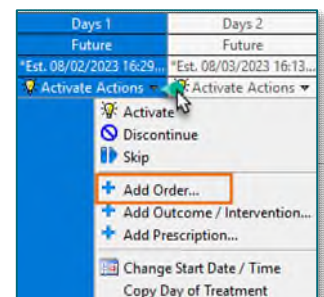 Days 1 Days 2
Future Future
*Est. 08/02/2023 16:29... *Est. 08/03/2023 16:13...
Activate Actions Activate Actions
Activate
Discontinue
Skip
Add Order...
Add Outcome / Intervention...
Add Prescription...
Change Start Date / Time
Copy Day of Treatment